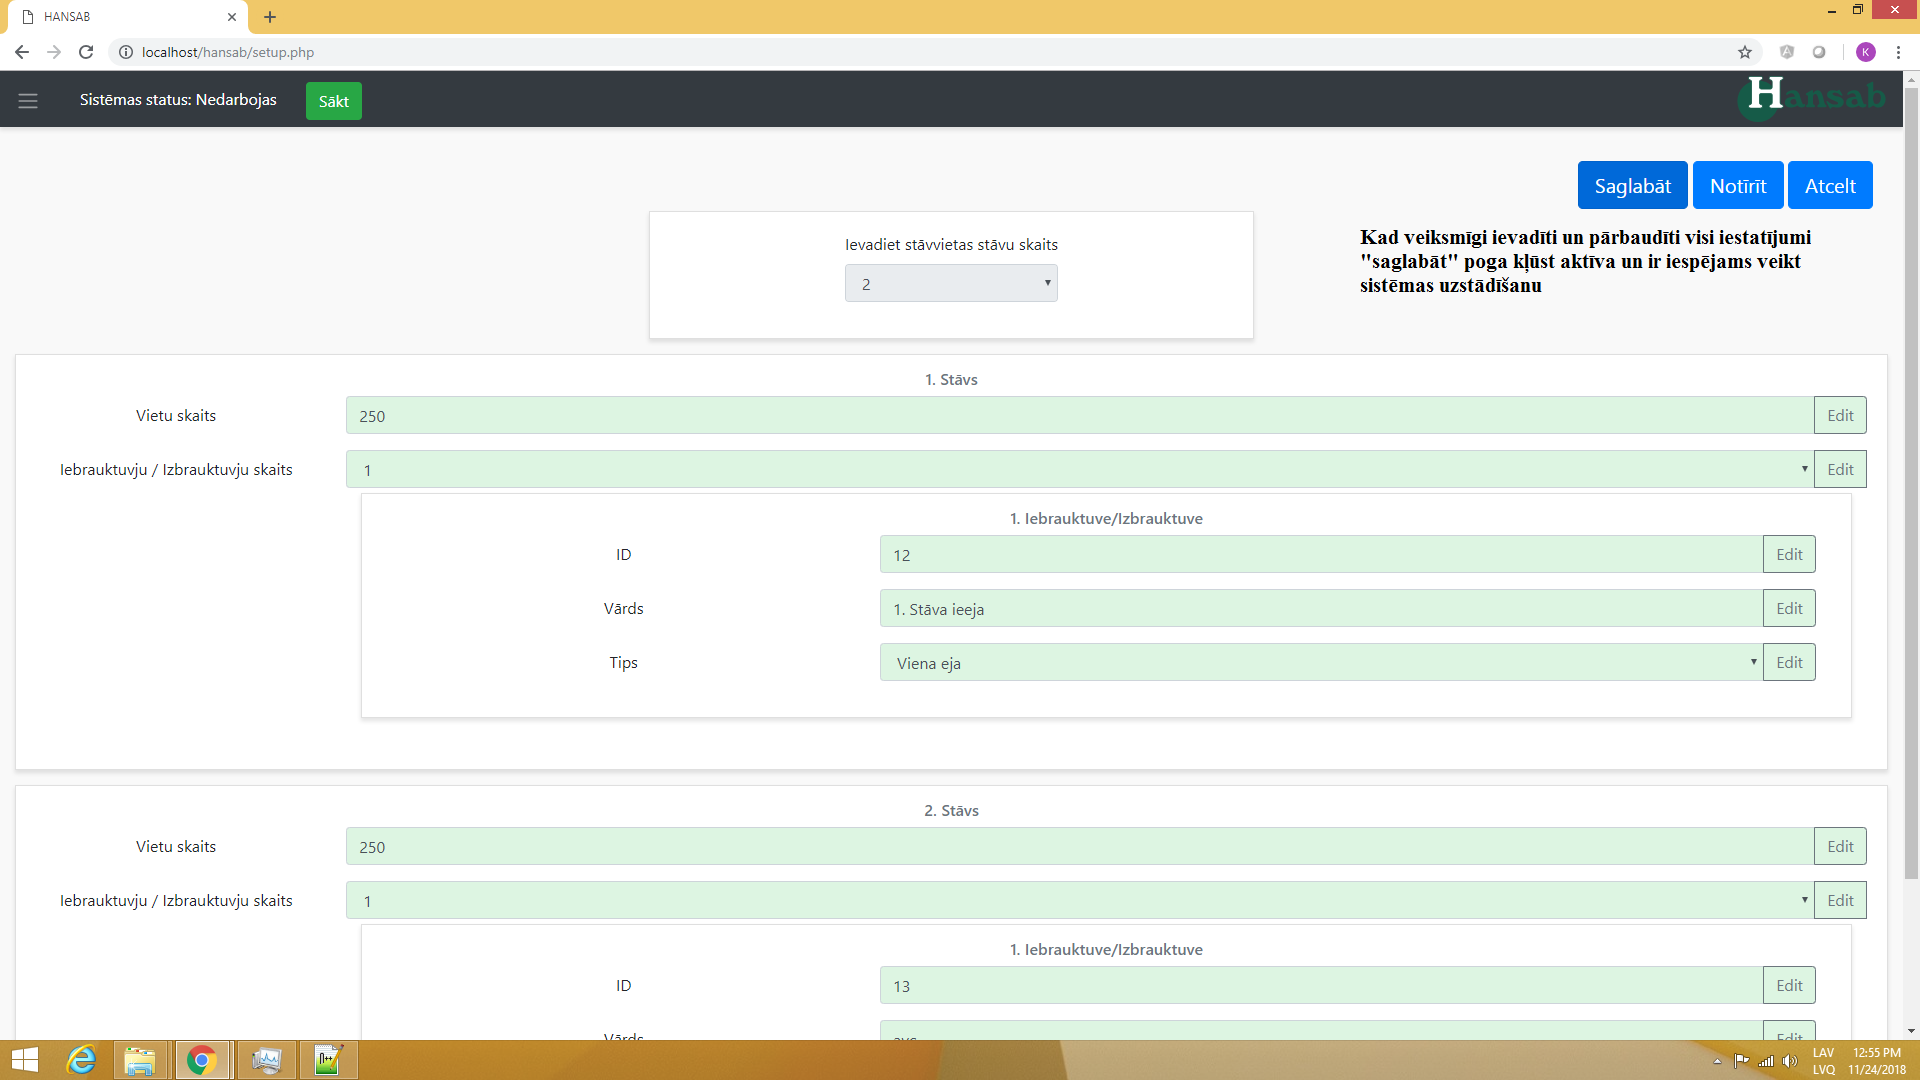 HANSAB
localhost/hansab/setup.php
K
Sistēmas status: Nedarbojas
Sākt
Hansab
Saglabāt
Notīrīt
Atcelt
Ievadiet stāvvietas stāvu skaits
2
Kad veiksmīgi ievadīti un pārbaudīti visi iestatījumi
"saglabāt" poga kļūst aktīva un ir iespējams veikt
sistēmas uzstādīšanu
1. Stāvs
Vietu skaits
250
Edit
Iebrauktuvju / Izbrauktuvju skaits
1
Edit
1. Iebrauktuve/Izbrauktuve
ID
12
Edit
Vārds
1. Stāva ieeja
Edit
Tips
Viena eja
Edit
2. Stāvs
Vietu skaits
250
Edit
Iebrauktuvju / Izbrauktuvju skaits
1
Edit
1. Iebrauktuve/Izbrauktuve
ID
13
Edit
Vārds
Edit
LAV
12:55 PM
LVQ
11/24/2018